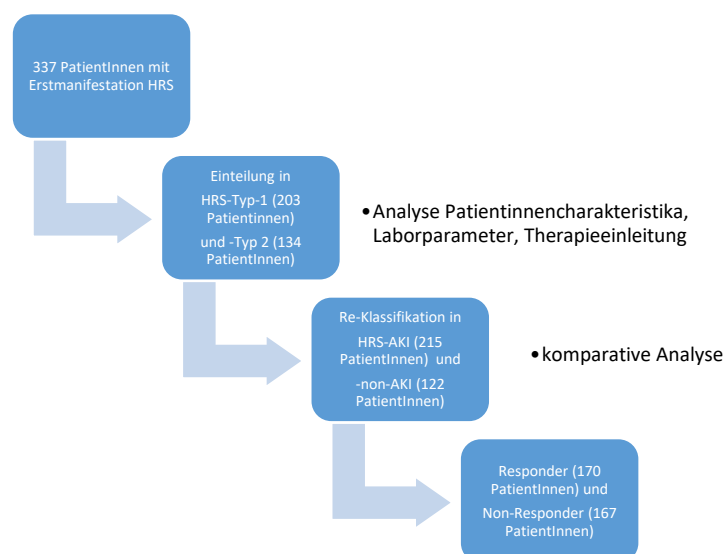 337 PatientInnen mit
Erstmanifestation HRS
Einteilung in
HRS-Typ-1 (203
Patientinnen)
und -Typ 2 (134
PatientInnen)
•Analyse Patientinnencharakteristika,
Laborparameter, Therapieeinleitung
Re-Klassifikation in
HRS-AKI (215
PatientInnen) und
-non-AKI (122
PatientInnen)
•komparative Analyse
Responder (170
PatientInnen) und
Non-Responder (167
PatientInnen)